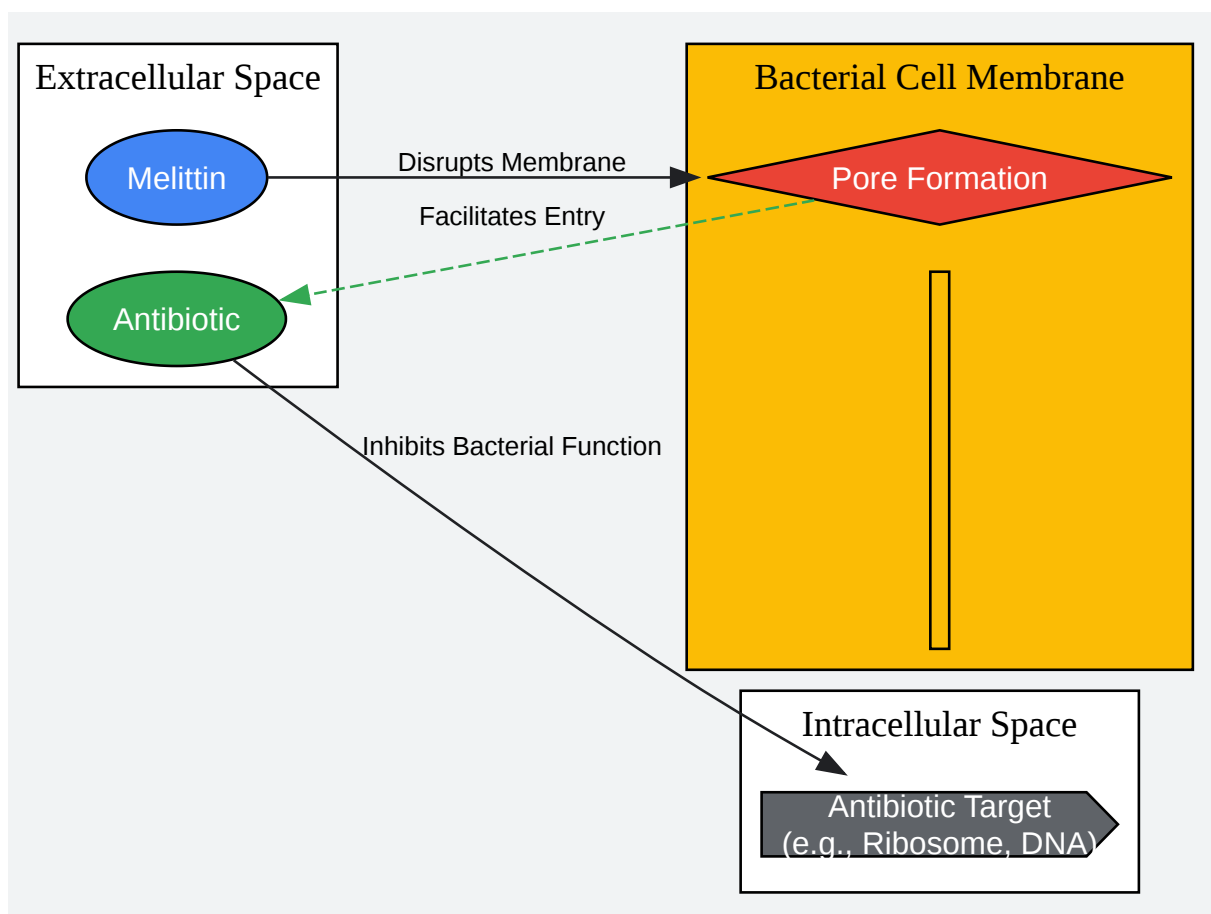 Extracellular Space
Bacterial Cell Membrane
Melittin
Disrupts Membrane
Pore Formation
Facilitates Entry
Antibiotic
Inhibits Bacterial Function
Intracellular Space
Antibiotic Target
(e.g., Ribosome, DNA)